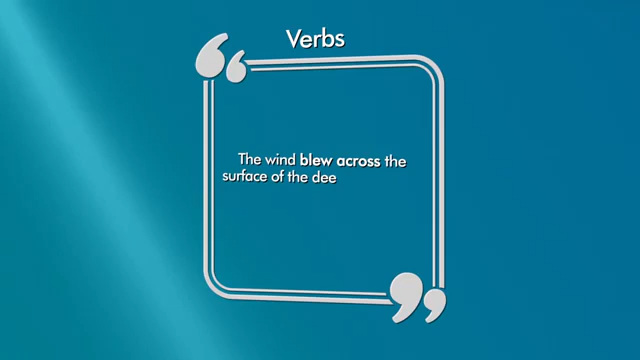 Verbs
The wind blew across the
surface of the dee